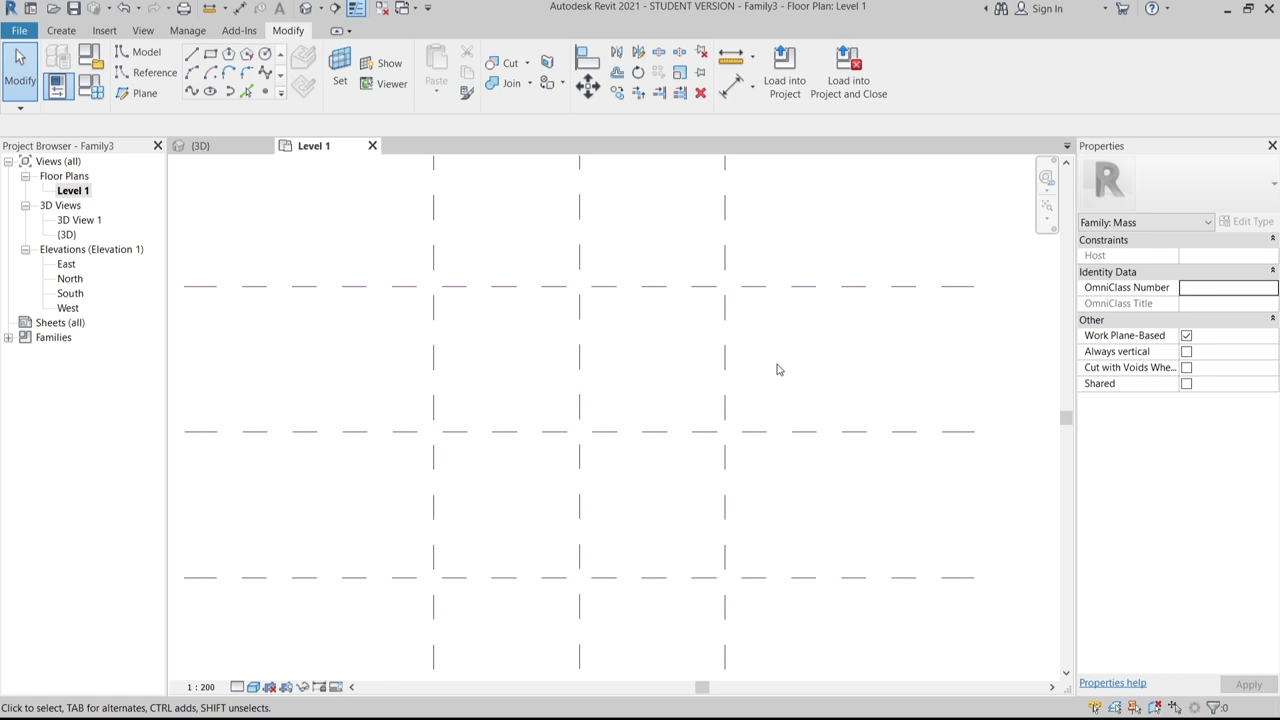 Autodesk Revit 2021 - STUDENT VERSION - Family3 - Floor Plan: Level 1
Sign In
File Create Insert View Manage Add-Ins Modify
Modify
Model
Reference
Plane
Set
Show
Viewer
Paste
Cut
Join
Load into
Project
Load into
Project and Close
Project Browser - Family3
{3D}
Level 1
Properties
Views (all)
Floor Plans
Level 1
3D Views
3D View 1
{3D}
Elevations (Elevation 1)
East
North
South
West
Sheets (all)
Families
Family: Mass
Edit Type
Constraints
Host
Identity Data
OmniClass Number
OmniClass Title
Other
Work Plane-Based
Always vertical
Cut with Voids Whe...
Shared
Properties help
Apply
1 : 200
Click to select, TAB for alternates, CTRL adds, SHIFT unselects.
:0